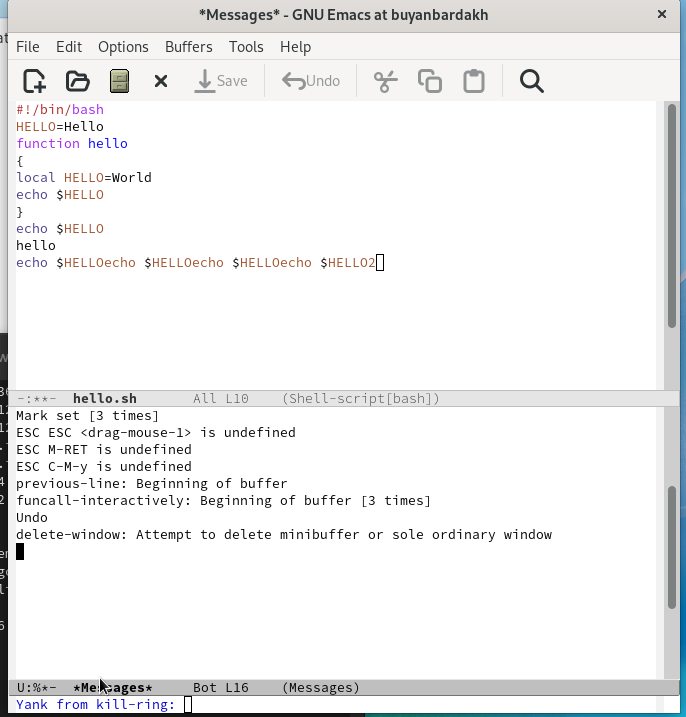 *Messages* - GNU Emacs at buyanbardakh
File Edit Options Buffers Tools Help
Save Undo
#!/bin/bash
HELLO=Hello
function hello
{
local HELLO=World
echo $HELLO
}
echo $HELLO
hello
echo $HELLOecho $HELLOecho $HELLOecho $HELLO2
-:**- hello.sh All L10 (Shell-script[bash])
Mark set [3 times]
ESC ESC <drag-mouse-1> is undefined
ESC M-RET is undefined
ESC C-M-y is undefined
previous-line: Beginning of buffer
funcall-interactively: Beginning of buffer [3 times]
Undo
delete-window: Attempt to delete minibuffer or sole ordinary window
U:%*- *Messages* Bot L16 (Messages)
Yank from kill-ring: